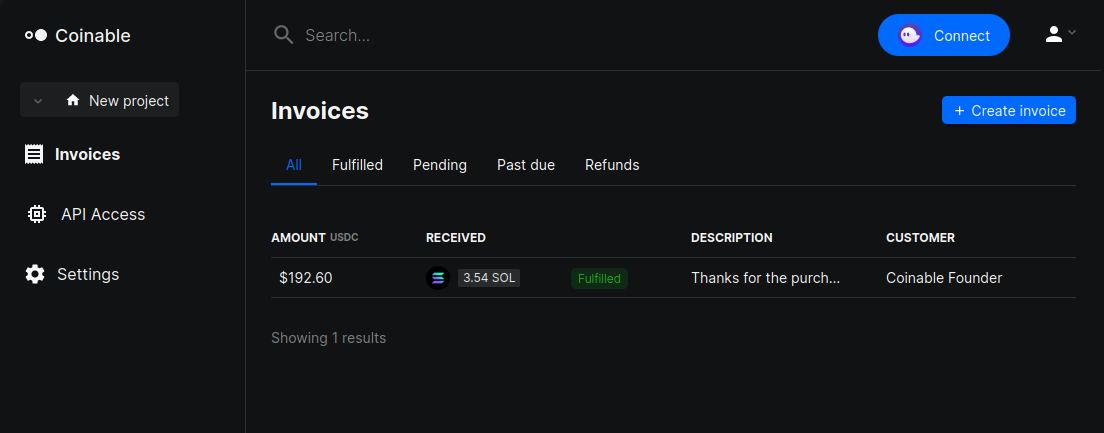 Coinable
Search...
Connect
New project
Invoices
API Access
Settings
Invoices
+ Create invoice
All Fulfilled Pending Past due Refunds
AMOUNT USDC RECEIVED DESCRIPTION CUSTOMER
$192.60 3.54 SOL Fulfilled Thanks for the purch... Coinable Founder
Showing 1 results